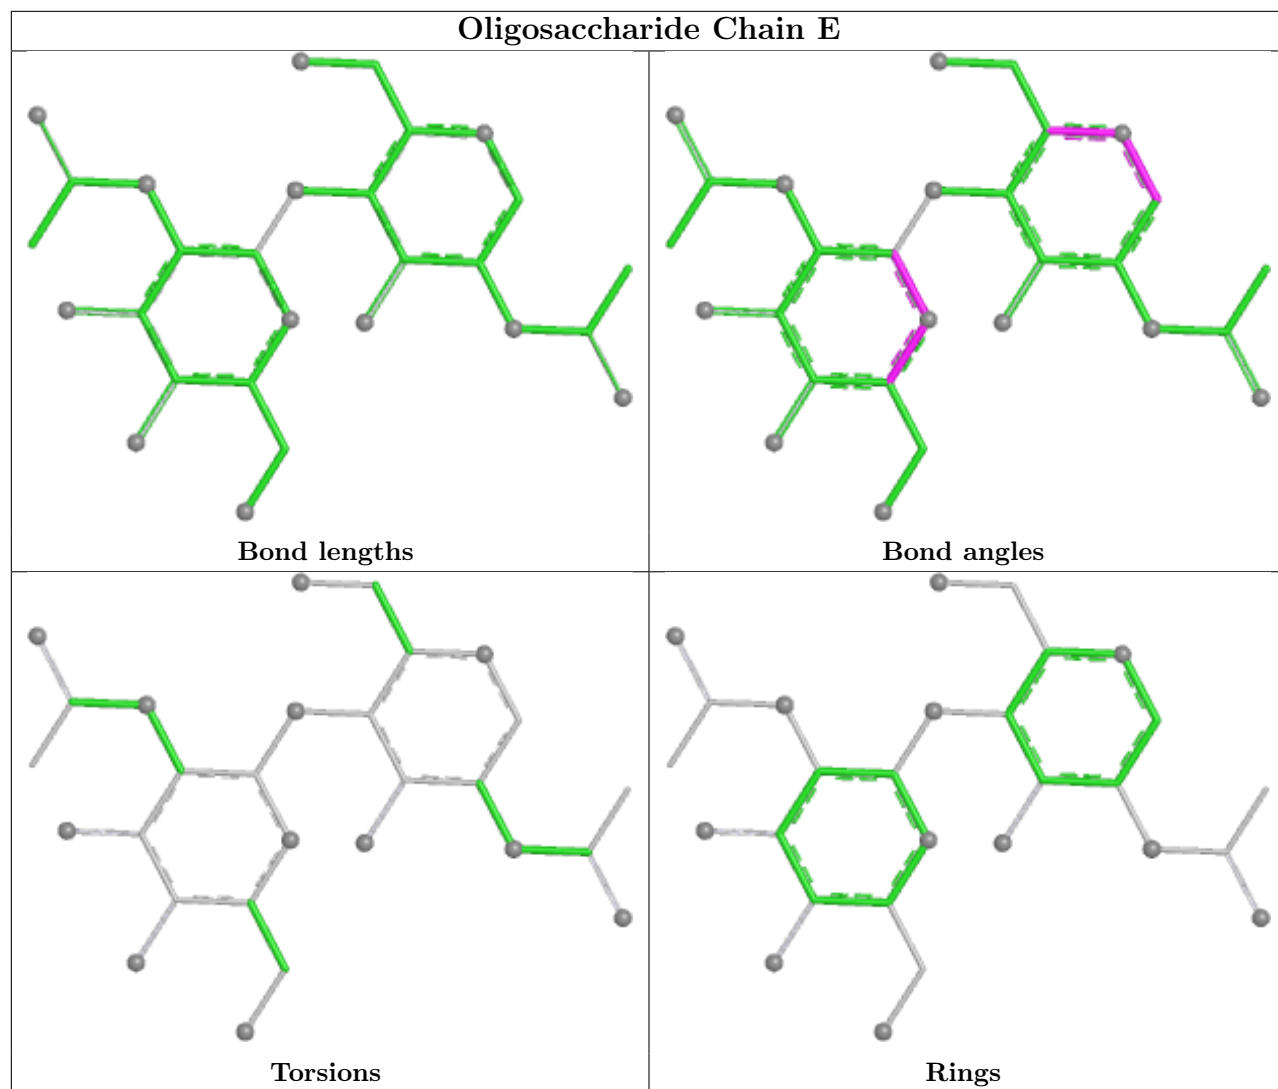 Oligosaccharide Chain E
Bond lengths
Bond angles
Torsions
Rings